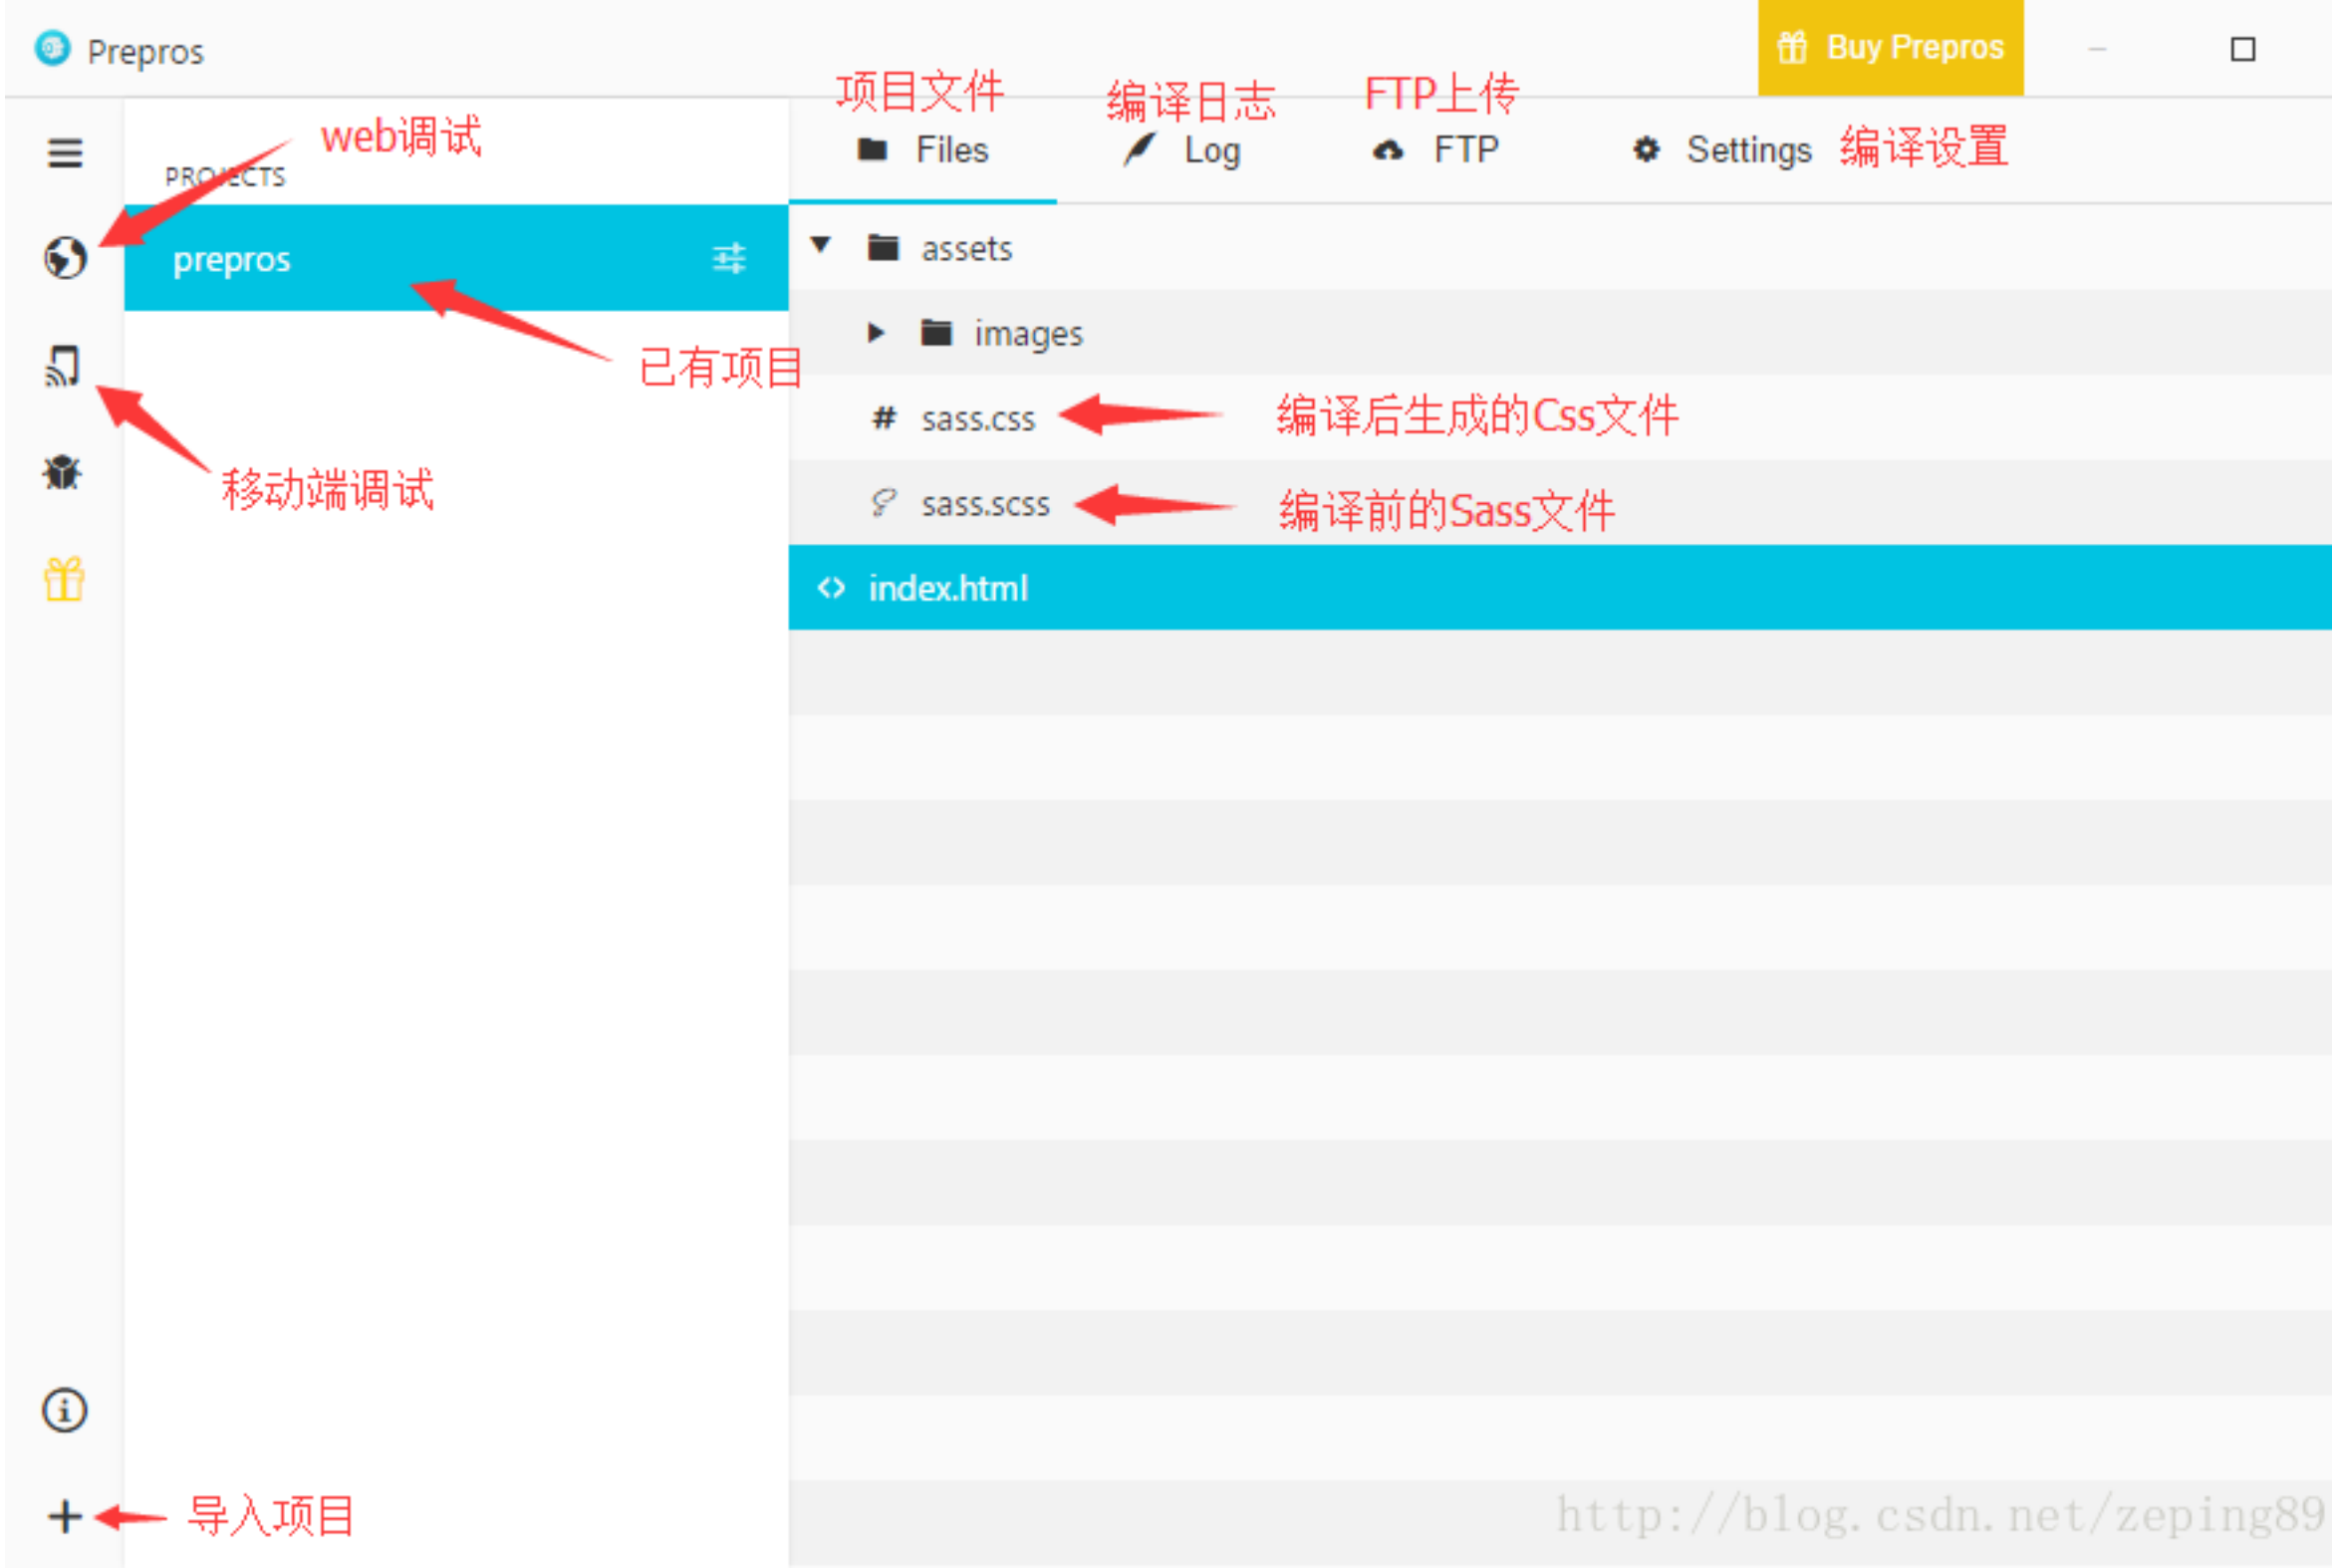 Prepros
Buy Prepros
项目文件
编译日志
FTP上传
web调试
Files
Log
FTP
Settings
编译设置
PROJECTS
prepros
assets
images
已有项目
sass.css
编译后生成的Css文件
移动端调试
sass.scss
编译前的Sass文件
index.html
导入项目
http://blog.csdn.net/zeping89